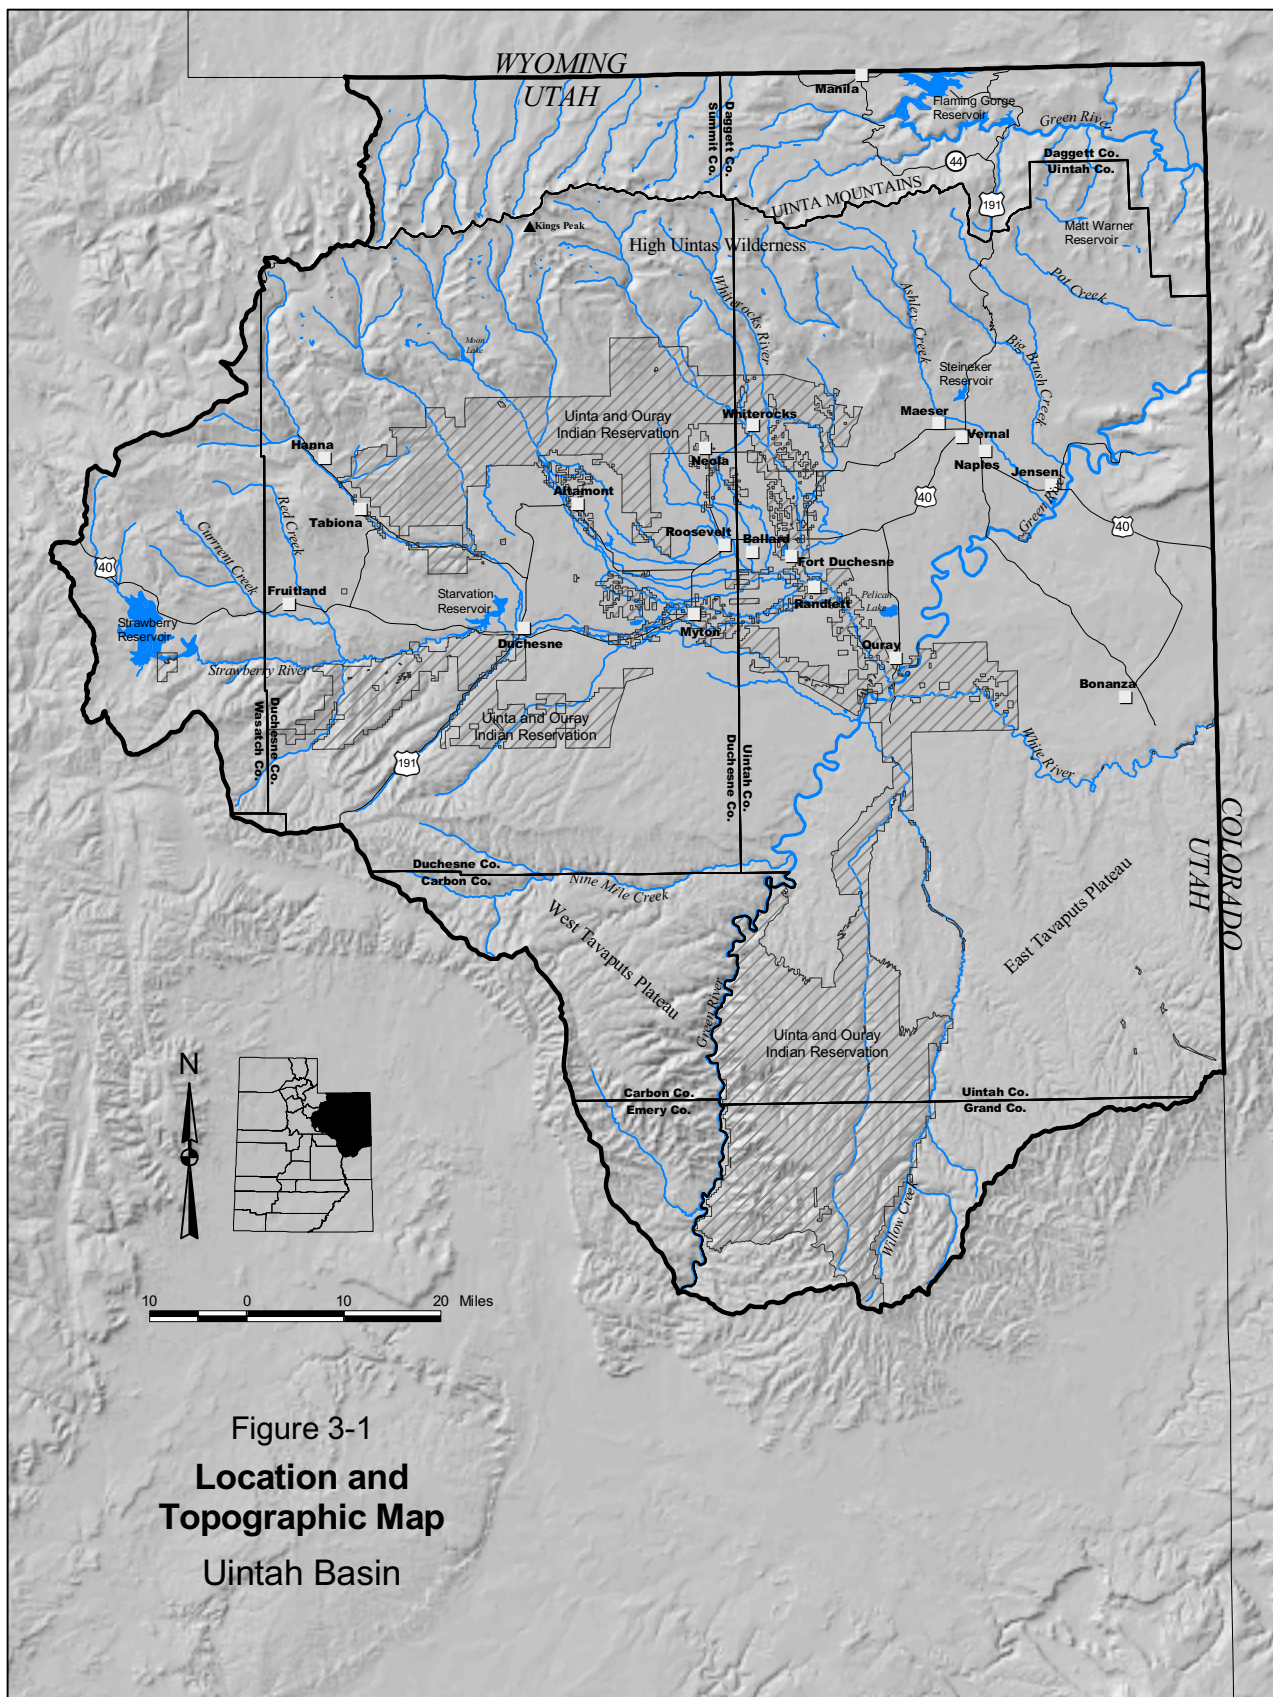 WYOMING
UTAH
Manila
Flaming Gorge
Reservoir
Green River
Daggett Co.
Summit Co.
44
Daggett Co.
Uintah Co.
UINTA MOUNTAINS
191
Kings Peak
High Uintas Wilderness
Matt Warner
Reservoir
Pot Creek
Whiterocks River
Ashley Creek
Big Brush Creek
Moon
Lake
Steineker
Reservoir
Uinta and Ouray
Indian Reservation
Whiterocks
Maeser
Vernal
Hanna
Neola
Naples
Jensen
Altamont
40
Green River
40
Tabiona
Red Creek
Currrent Creek
Roosevelt
Ballard
Fort Duchesne
40
Fruitland
Starvation
Reservoir
Randlett
Pelican
Lake
Strawberry
Reservoir
Myton
Duchesne
Ouray
Strawberry River
Bonanza
Duchesne Co.
Wasatch Co.
Uinta and Ouray
Indian Reservation
191
Uintah Co.
Duchesne Co.
White River
COLORADO
UTAH
Duchesne Co.
Carbon Co.
Nine Mile Creek
West Tavaputs Plateau
East Tavaputs Plateau
Green River
Uinta and Ouray
Indian Reservation
N
Carbon Co.
Emery Co.
Uintah Co.
Grand Co.
Willow Creek
10 0 10 20 Miles
Figure 3-1
Location and
Topographic Map
Uintah Basin